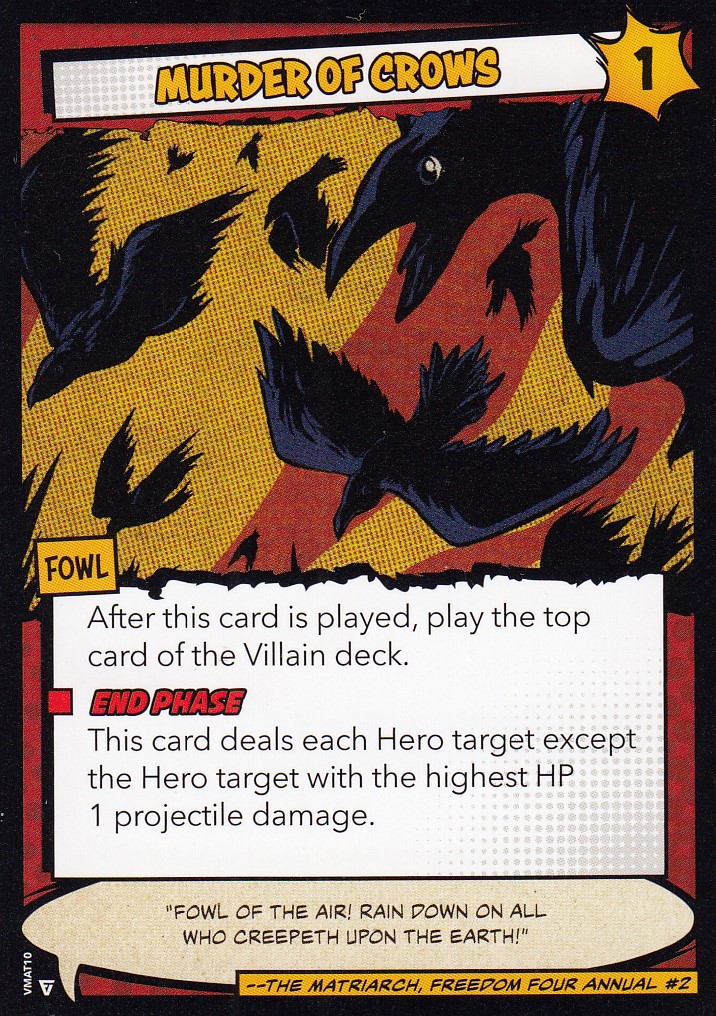 MURDER OF CROWS
1
FOWL
After this card is played, play the top
card of the Villain deck.
END PHASE
This card deals each Hero target except
the Hero target with the highest HP
1 projectile damage.
"FOWL OF THE AIR! RAIN DOWN ON ALL
WHO CREEPETH UPON THE EARTH!"
--THE MATRIARCH, FREEDOM FOUR ANNUAL #2
VMAT10